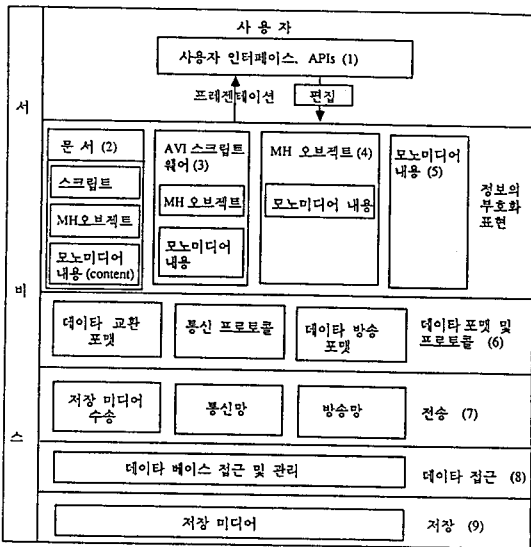 사 용 자
사용자 인터페이스、APIs (1)
프레젠테이션
편집
서
비
스
문 서 (2)
스크립트
MH오브젝트
모노미디어
내용(content)
AVI 스크립트
웨어 (3)
MH 오브젝트
모노미디어
내용
MH 오브젝트 (4)
모노미디어 내용
모노미디어
내용 (5)
정보의
부호화
표현
데이타 교환
포맷
통신 프로토콜
데이타 방송
포맷
데이타 포맷 및
프로토콜
(6)
저장 미디어
수송
통신망
방송망
전송 (7)
데이타 베이스 접근 및 관리
데이타 접근 (8)
저장 미디어
저장 (9)